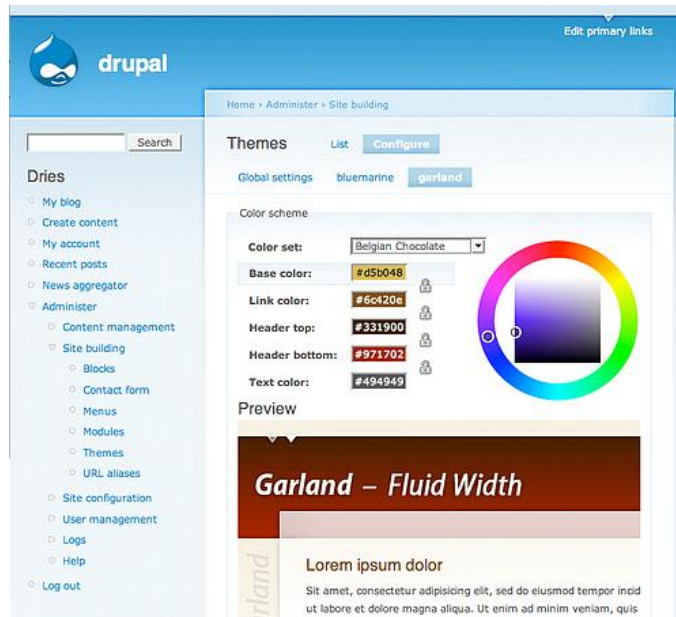 Edit primary links
drupal
Home › Administer › Site building
Search
Dries
My blog
Create content
My account
Recent posts
News aggregator
Administer
Content management
Site building
Blocks
Contact form
Menus
Modules
Themes
URL aliases
Site configuration
User management
Logs
Help
Log out
Themes List Configure
Global settings bluemarine garland
Color scheme
Color set: Belgian Chocolate
Base color: #d5b048
Link color: #6c420e
Header top: #331900
Header bottom: #971702
Text color: #494949
Preview
Garland – Fluid Width
Lorem ipsum dolor
Sit amet, consectetur adipisicing elit, sed do eiusmod tempor incid
ut labore et dolore magna aliqua. Ut enim ad minim veniam, quis
rland